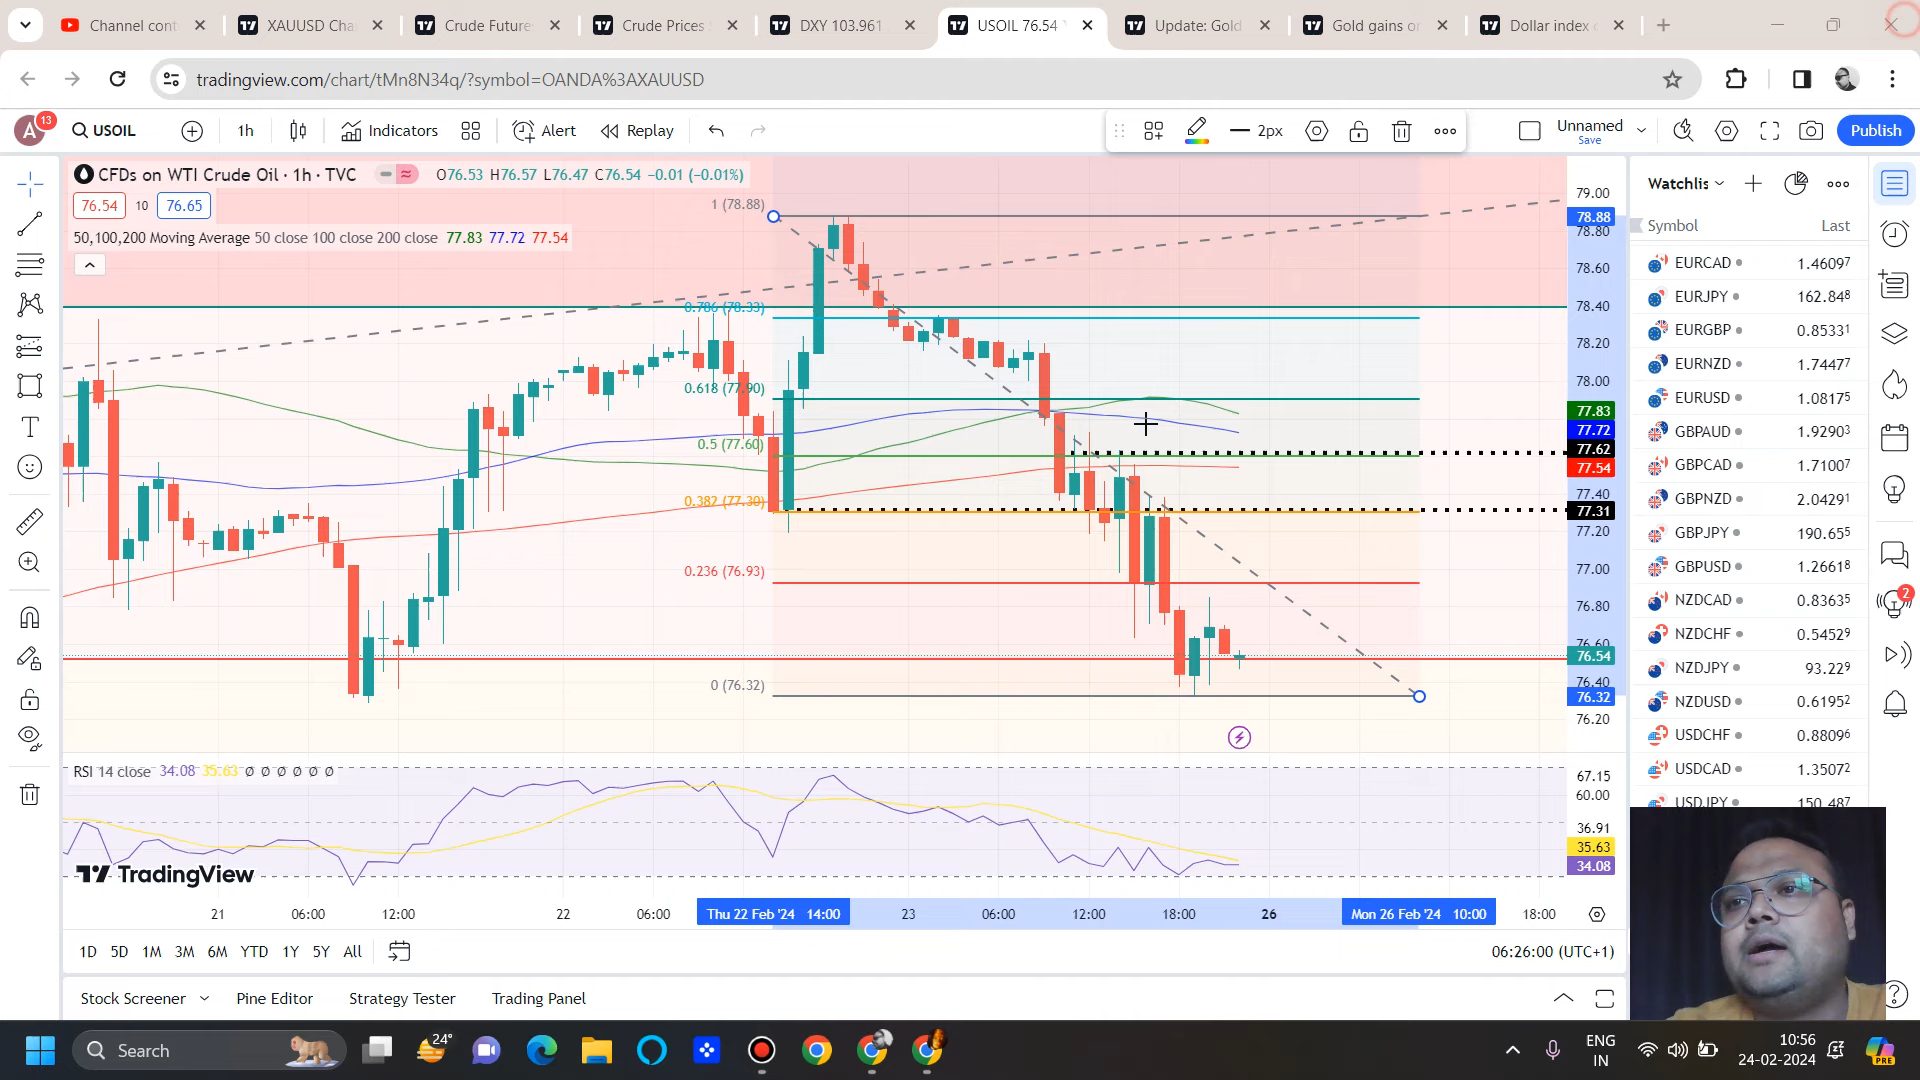 Channel cont
XAUUSD Cha
Crude Future
Crude Prices
DXY 103.961
USOIL 76.54
Update: Gold
Gold gains o
Dollar index
tradingview.com/chart/tMn8N34q/?symbol=OANDA%3AXAUUSD
A 13 USOIL 1h Indicators Alert Replay 2px Unnamed Save Publish
CFDs on WTI Crude Oil · 1h · TVC O76.53 H76.57 L76.47 C76.54 −0.01 (−0.01%)
76.54 10 76.65
50,100,200 Moving Average 50 close 100 close 200 close 77.83 77.72 77.54
1 (78.88)
0.786 (78.33)
0.618 (77.90)
0.5 (77.60)
0.382 (77.30)
0.236 (76.93)
0 (76.32)
79.00
78.88
78.80
78.60
78.40
78.20
78.00
77.83
77.72
77.62
77.54
77.40
77.31
77.20
77.00
76.80
76.60
76.54
76.40
76.32
76.20
RSI 14 close 34.08 35.63 Ø Ø Ø Ø Ø Ø
67.15
60.00
36.91
35.63
34.08
TradingView
21 06:00 12:00 22 06:00 Thu 22 Feb '24 14:00 23 06:00 12:00 18:00 26 Mon 26 Feb '24 10:00 18:00
1D 5D 1M 3M 6M YTD 1Y 5Y All 06:26:00 (UTC+1)
Stock Screener Pine Editor Strategy Tester Trading Panel
Watchlis
Symbol Last
EURCAD 1.46097
EURJPY 162.848
EURGBP 0.85331
EURNZD 1.74477
EURUSD 1.08175
GBPAUD 1.92903
GBPCAD 1.71007
GBPNZD 2.04291
GBPJPY 190.655
GBPUSD 1.26618
NZDCAD 0.83635
NZDCHF 0.54529
NZDJPY 93.229
NZDUSD 0.61952
USDCHF 0.88096
USDCAD 1.35072
USDJPY 150.487
2
Search
24°
ENG
IN
10:56
24-02-2024
PRE